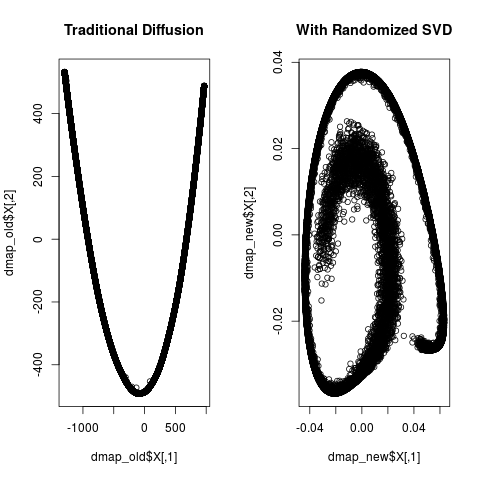 Traditional Diffusion
dmap_old$X[,2]
400
200
0
-200
-400
-1000
0
500
dmap_old$X[,1]
With Randomized SVD
dmap_new$X[,2]
0.04
0.02
0.00
-0.02
-0.04
0.00
0.04
dmap_new$X[,1]